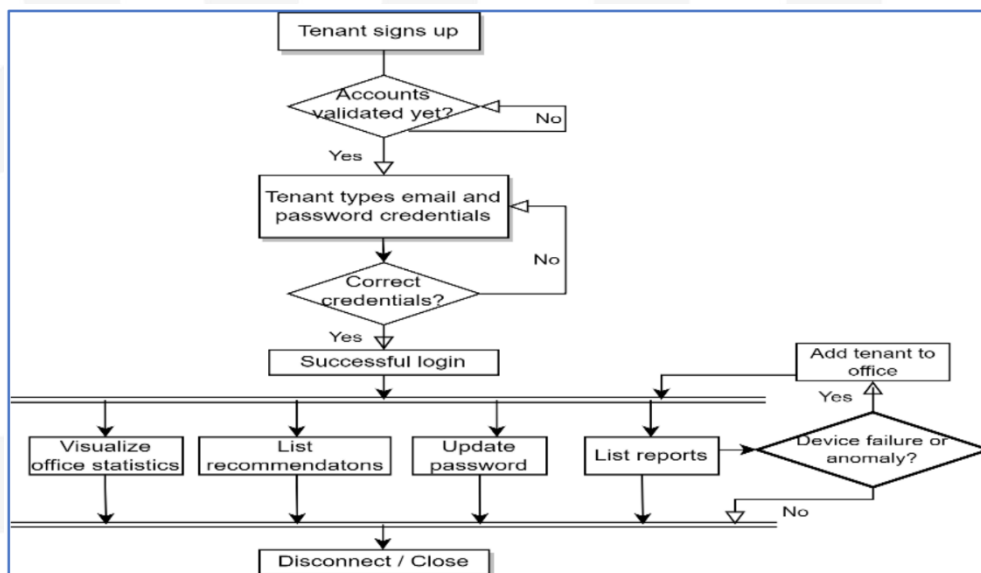 Tenant signs up
Accounts
validated yet?
No
Yes
Tenant types email and
password credentials
No
Correct
credentials?
Yes
Successful login
Add tenant to
office
Yes
Visualize
office statistics
List
recommendatons
Update
password
List reports
Device failure or
anomaly?
No
Disconnect / Close